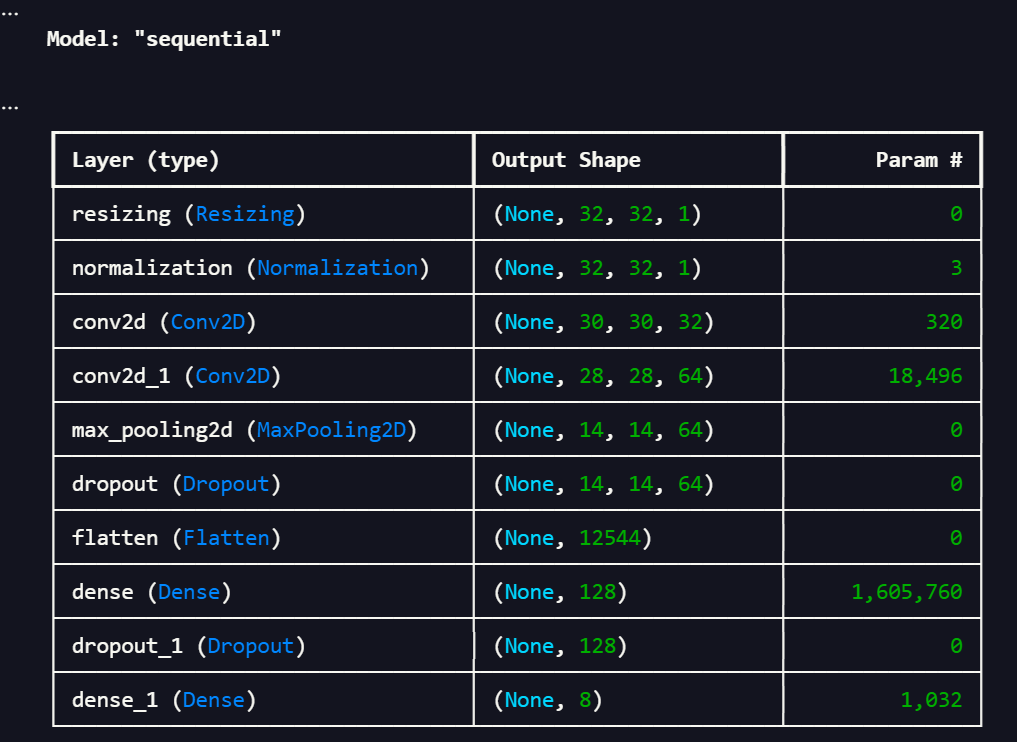 ...
Model: "sequential"
...
Layer (type) Output Shape Param #
resizing (Resizing) (None, 32, 32, 1) 0
normalization (Normalization) (None, 32, 32, 1) 3
conv2d (Conv2D) (None, 30, 30, 32) 320
conv2d_1 (Conv2D) (None, 28, 28, 64) 18,496
max_pooling2d (MaxPooling2D) (None, 14, 14, 64) 0
dropout (Dropout) (None, 14, 14, 64) 0
flatten (Flatten) (None, 12544) 0
dense (Dense) (None, 128) 1,605,760
dropout_1 (Dropout) (None, 128) 0
dense_1 (Dense) (None, 8) 1,032